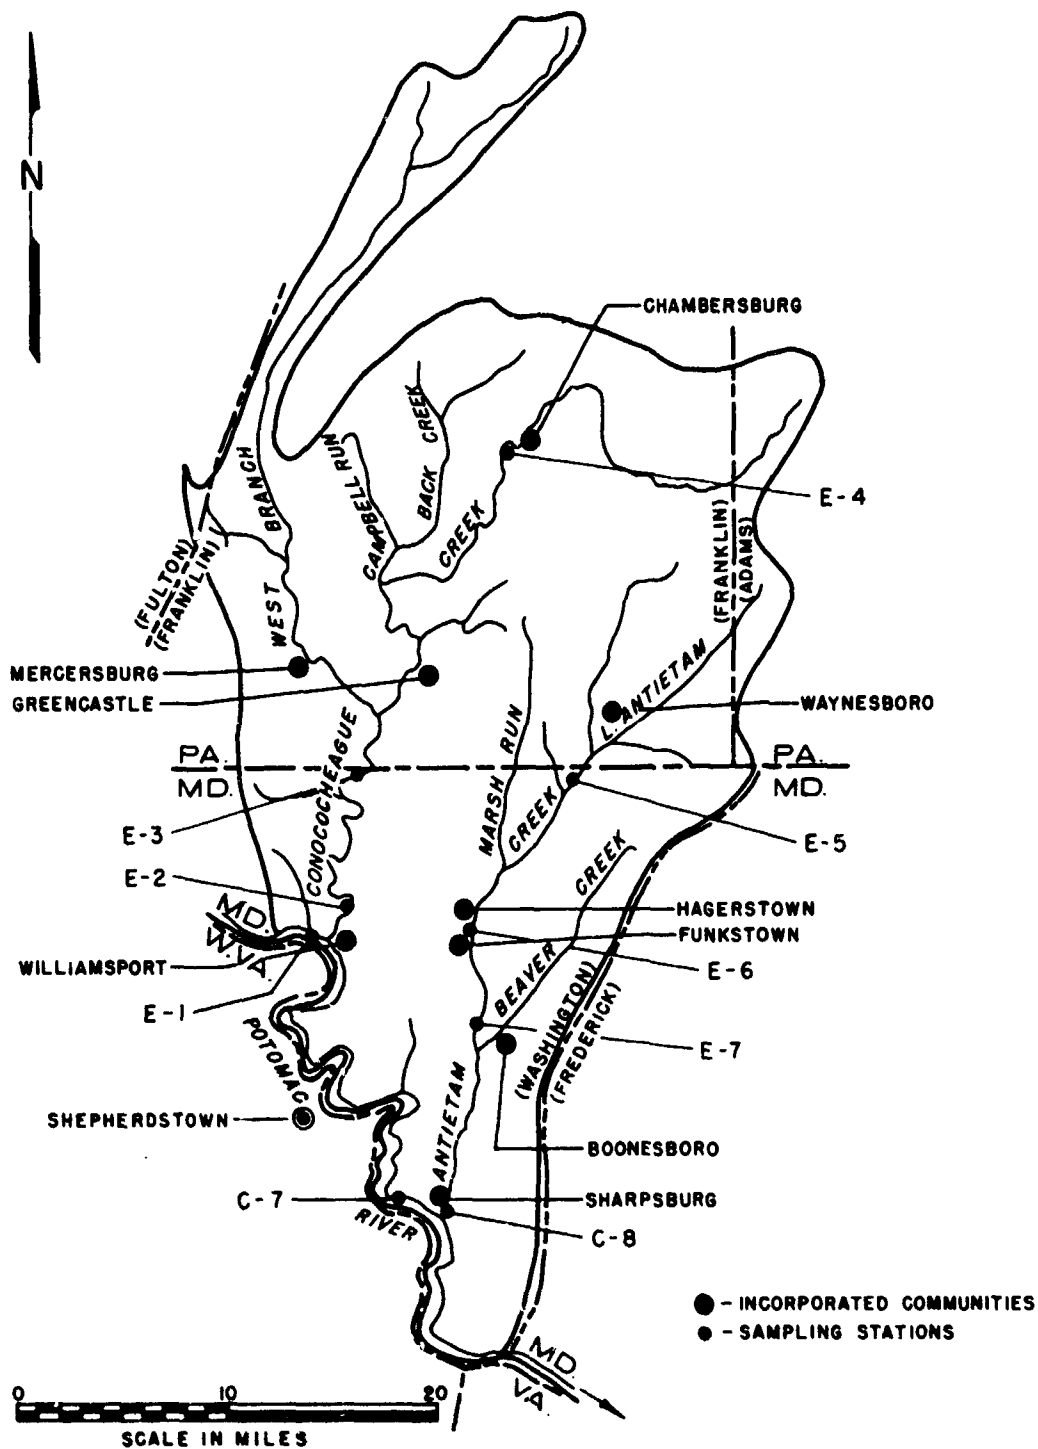 N
CHAMBERSBURG
CAMPBELL RUN
BACK CREEK
CREEK
E-4
WEST BRANCH
(FULTON)
(FRANKLIN)
(FRANKLIN)
(ADAMS)
MERCERSBURG
GREENCASTLE
L. ANTIETAM
WAYNESBORO
PA.
MD.
PA.
MD.
CONOCOCHEAGUE
MARSH RUN
CREEK
E-3
E-5
E-2
BEAVER CREEK
MD.
W.VA.
HAGERSTOWN
FUNKSTOWN
WILLIAMSPORT
E-6
E-1
POTOMAC
(WASHINGTON)
(FREDERICK)
E-7
SHEPHERDSTOWN
ANTIETAM
BOONESBORO
C-7
SHARPSBURG
RIVER
C-8
- INCORPORATED COMMUNITIES
- SAMPLING STATIONS
MD.
VA.
0 10 20
SCALE IN MILES